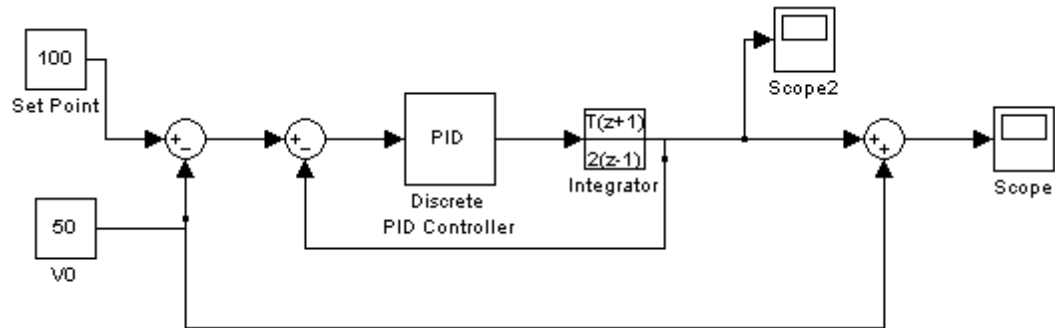 100
Set Point
+
−
+
−
PID
Discrete
PID Controller
T(z+1)
2(z-1)
Integrator
Scope2
+
+
Scope
50
V0